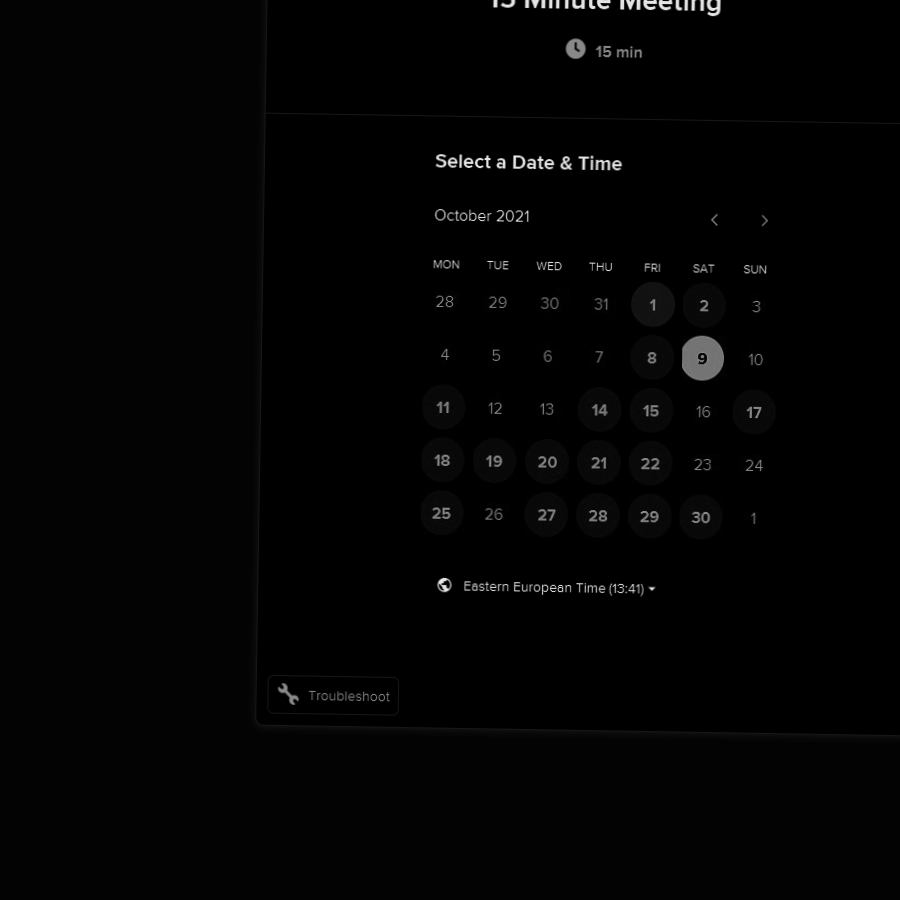 15 Minute Meeting
15 min
Select a Date & Time
October 2021
MON TUE WED THU FRI SAT SUN
28 29 30 31 1 2 3
4 5 6 7 8 9 10
11 12 13 14 15 16 17
18 19 20 21 22 23 24
25 26 27 28 29 30 1
Eastern European Time (13:41)
Troubleshoot